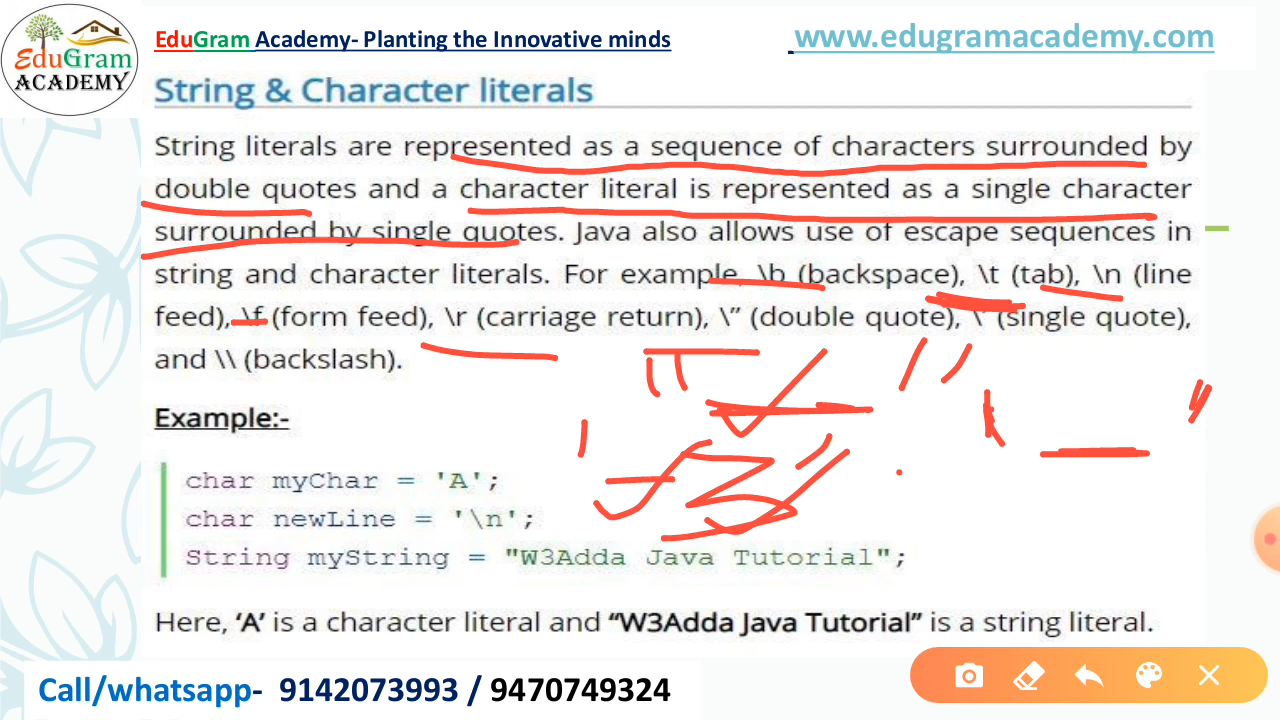 EduGram
ACADEMY
EduGram Academy- Planting the Innovative minds
www.edugramacademy.com
String & Character literals
String literals are represented as a sequence of characters surrounded by
double quotes and a character literal is represented as a single character
surrounded by single quotes. Java also allows use of escape sequences in
string and character literals. For example, \b (backspace), \t (tab), \n (line
feed), \f (form feed), \r (carriage return), \” (double quote), \’ (single quote),
and \\ (backslash).
Example:-
char myChar = 'A';
char newLine = '\n';
String myString = "W3Adda Java Tutorial";
Here, ‘A’ is a character literal and “W3Adda Java Tutorial” is a string literal.
Call/whatsapp- 9142073993 / 9470749324